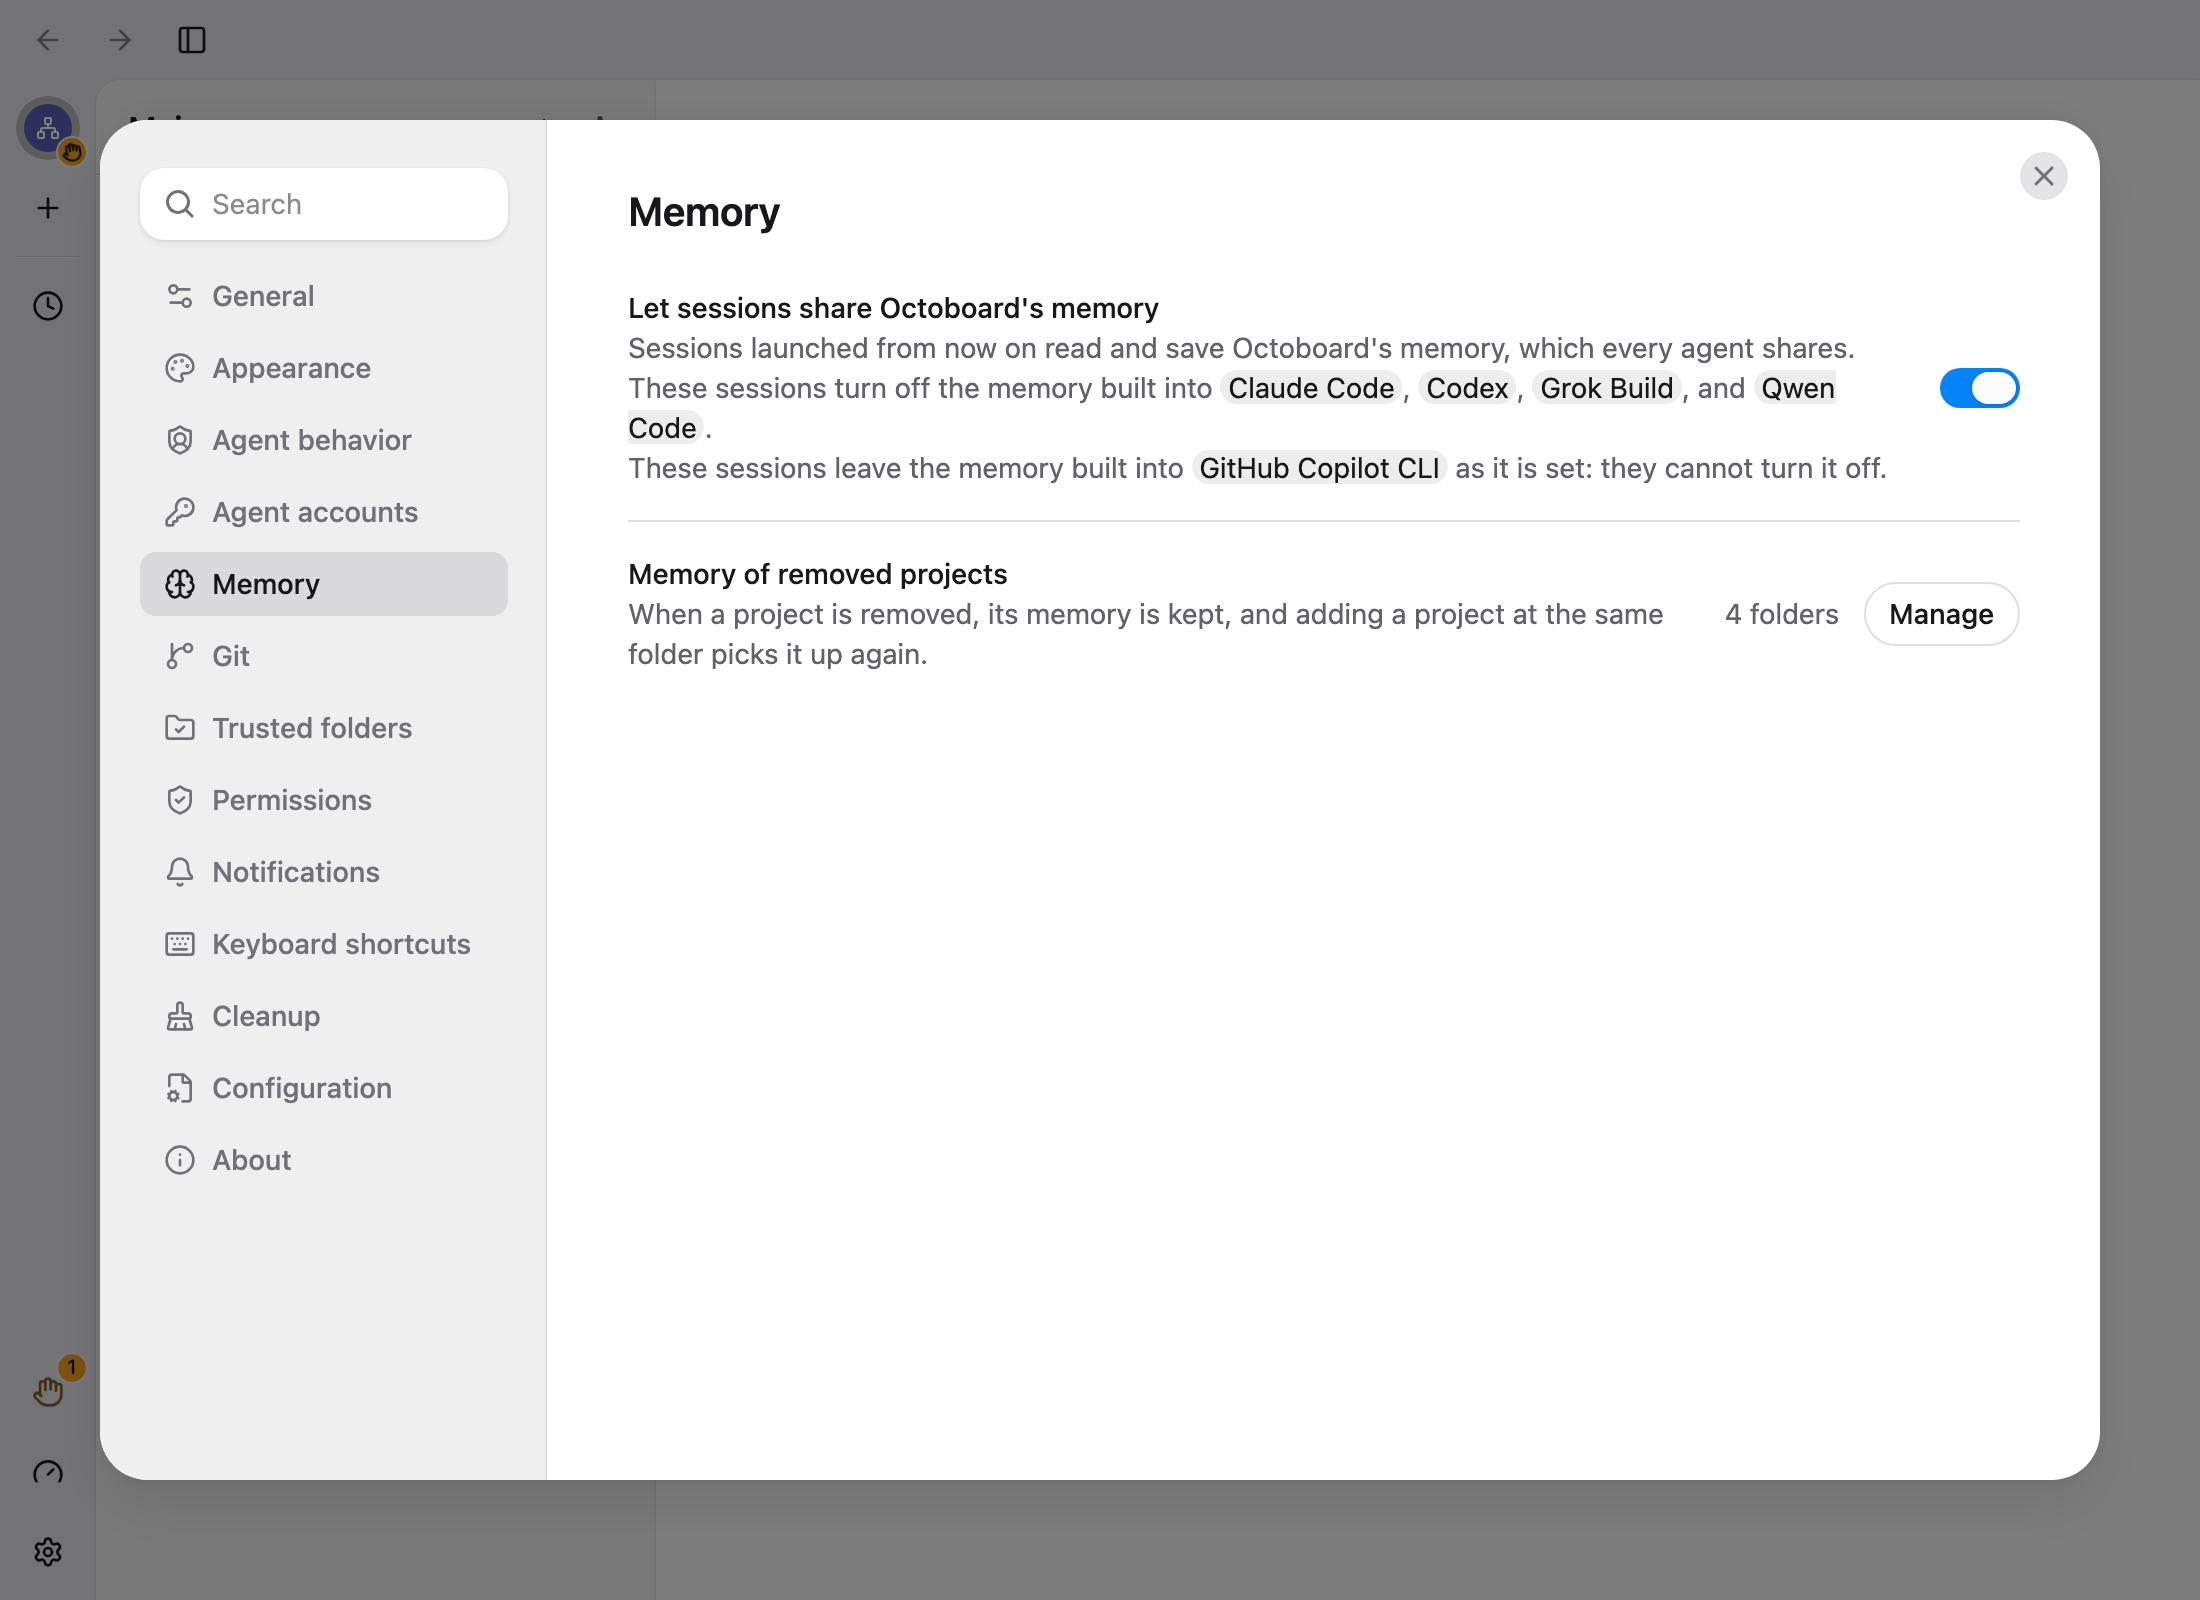 Search
General
Appearance
Agent behavior
Agent accounts
Memory
Git
Trusted folders
Permissions
Notifications
Keyboard shortcuts
Cleanup
Configuration
About
1
Memory
Let sessions share Octoboard's memory
Sessions launched from now on read and save Octoboard's memory, which every agent shares.
These sessions turn off the memory built into Claude Code, Codex, Grok Build, and Qwen
Code.
These sessions leave the memory built into GitHub Copilot CLI as it is set: they cannot turn it off.
Memory of removed projects
When a project is removed, its memory is kept, and adding a project at the same
folder picks it up again.
4 folders
Manage